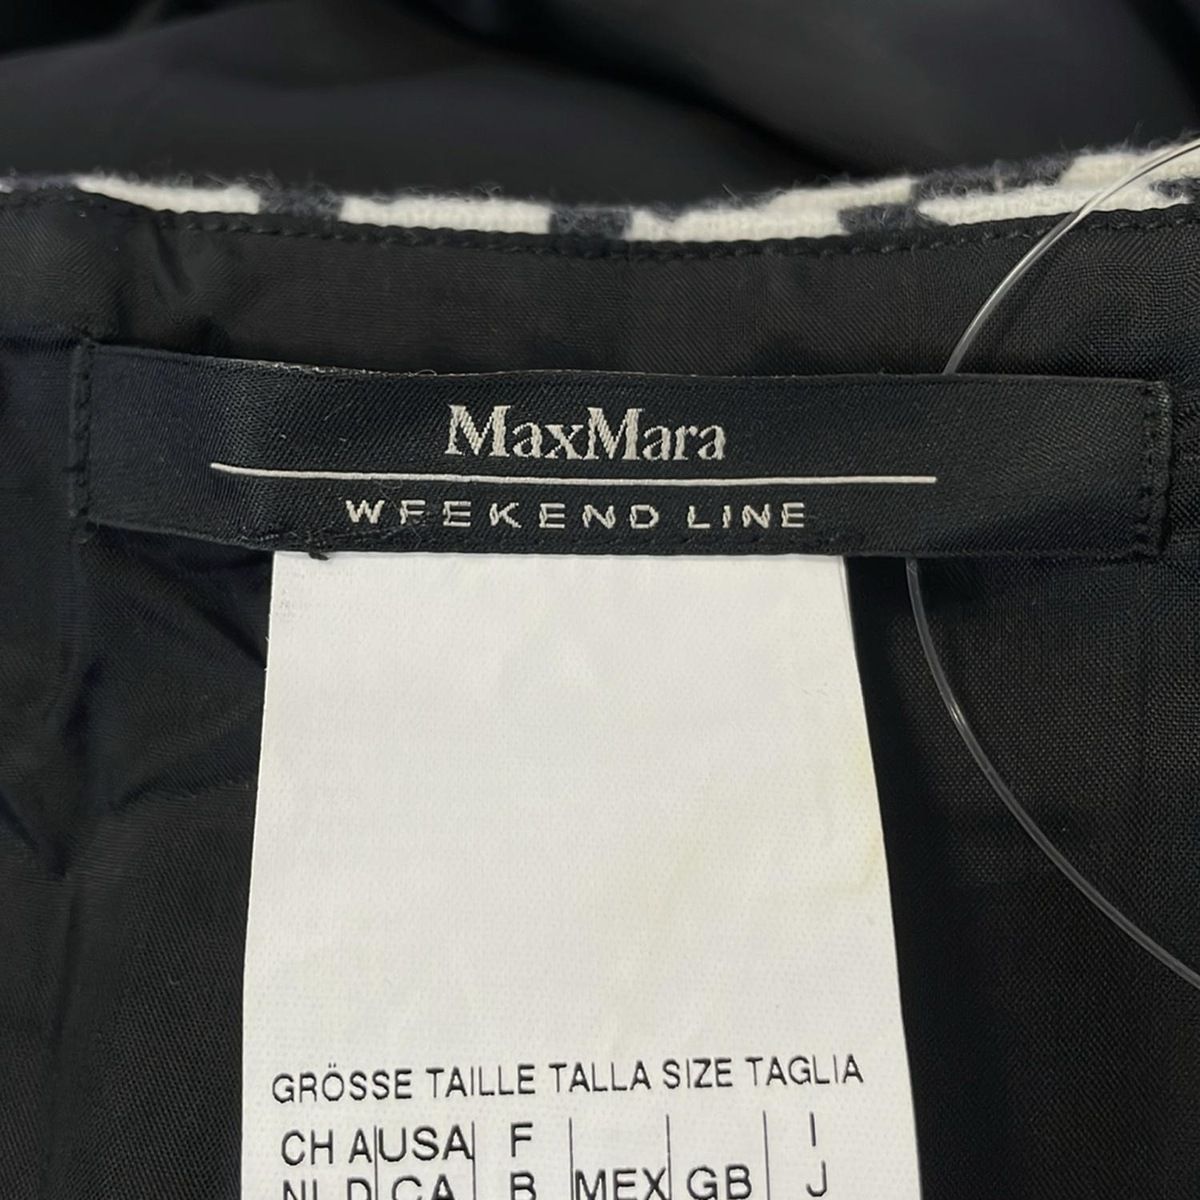 MaxMara
WEEKEND LINE
GRÖSSE TAILLE TALLA SIZE TAGLIA
CH A USA F I
NL D CA B MEX GB J